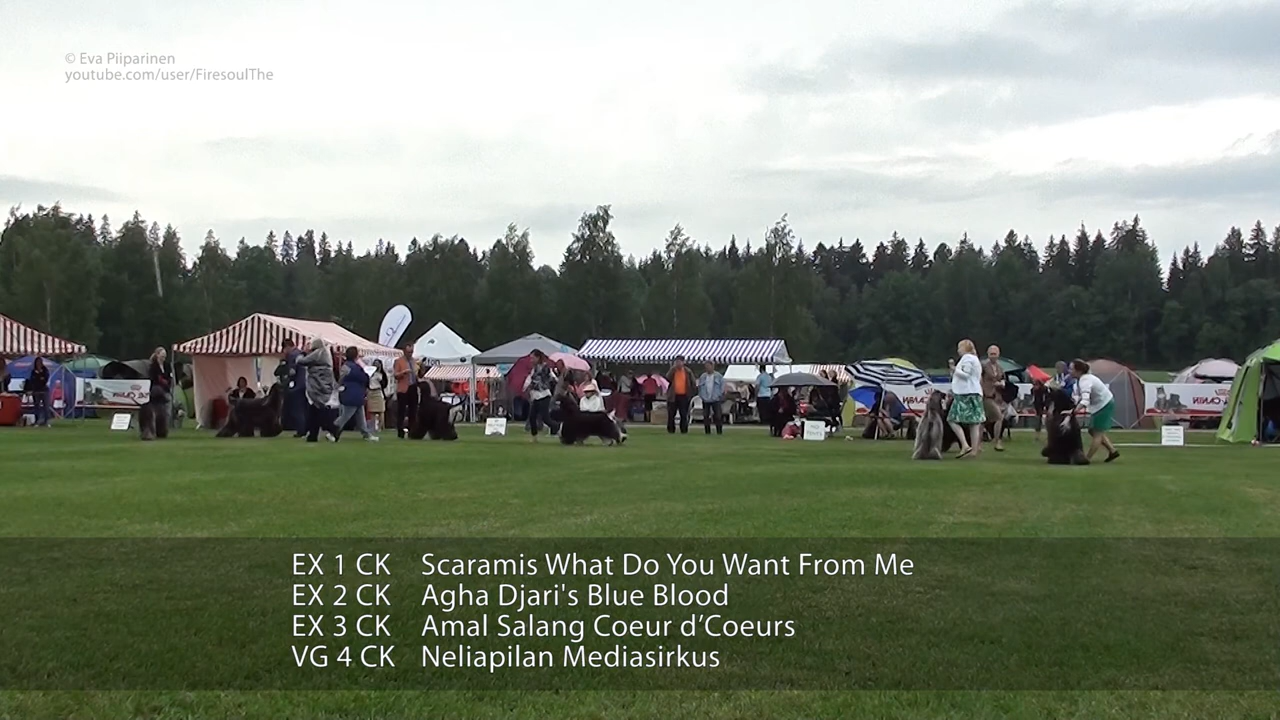 © Eva Piiparinen
youtube.com/user/FiresoulThe
EX 1 CK Scaramis What Do You Want From Me
EX 2 CK Agha Djari's Blue Blood
EX 3 CK Amal Salang Coeur d’Coeurs
VG 4 CK Neliapilan Mediasirkus